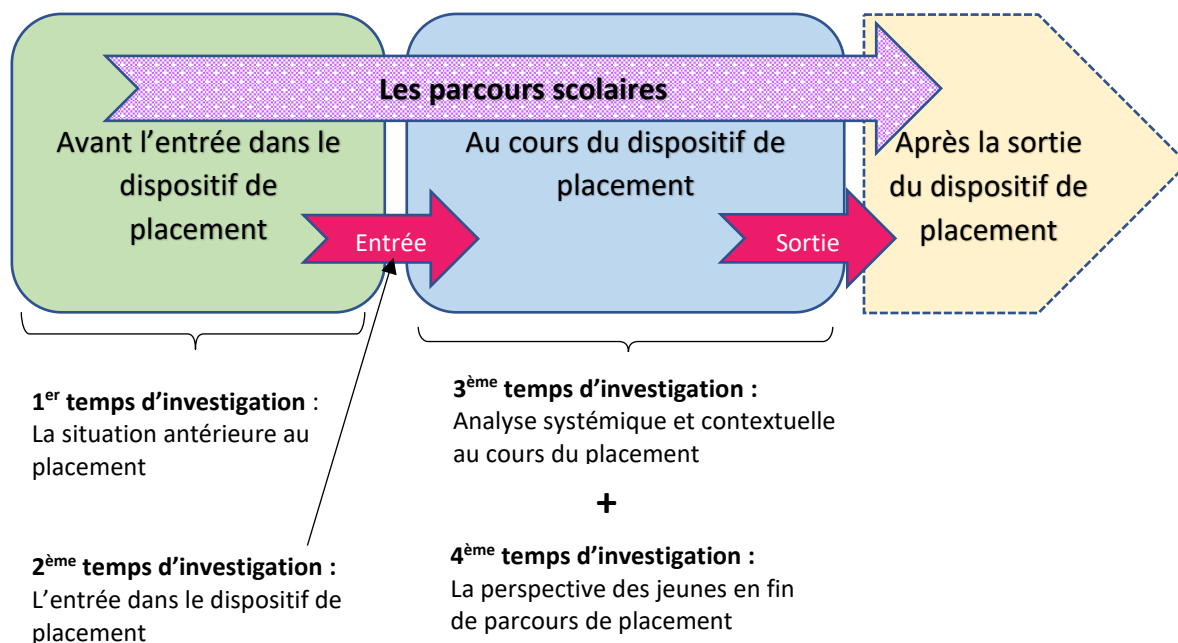 Les parcours scolaires
Avant l’entrée dans le
dispositif de
placement
Entrée
Au cours du dispositif de
placement
Sortie
Après la sortie
du dispositif de
placement
1er temps d’investigation :
La situation antérieure au
placement
2ème temps d’investigation :
L’entrée dans le dispositif de
placement
3ème temps d’investigation :
Analyse systémique et contextuelle
au cours du placement
+
4ème temps d’investigation :
La perspective des jeunes en fin
de parcours de placement